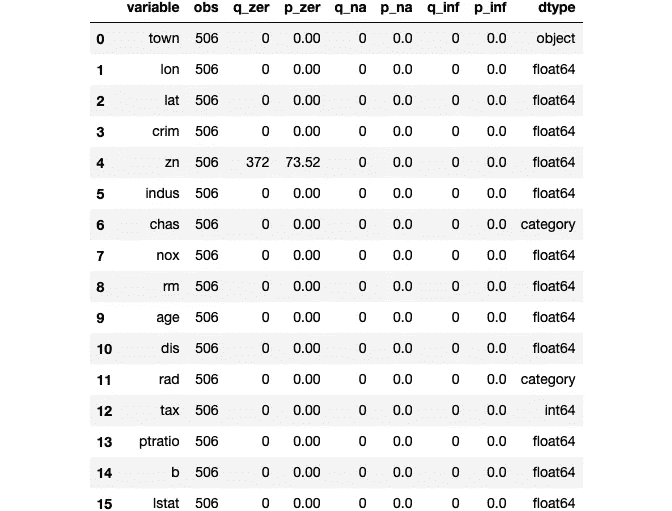 variable obs q_zer p_zer q_na p_na q_inf p_inf dtype
0 town 506 0 0.00 0 0.0 0 0.0 object
1 lon 506 0 0.00 0 0.0 0 0.0 float64
2 lat 506 0 0.00 0 0.0 0 0.0 float64
3 crim 506 0 0.00 0 0.0 0 0.0 float64
4 zn 506 372 73.52 0 0.0 0 0.0 float64
5 indus 506 0 0.00 0 0.0 0 0.0 float64
6 chas 506 0 0.00 0 0.0 0 0.0 category
7 nox 506 0 0.00 0 0.0 0 0.0 float64
8 rm 506 0 0.00 0 0.0 0 0.0 float64
9 age 506 0 0.00 0 0.0 0 0.0 float64
10 dis 506 0 0.00 0 0.0 0 0.0 float64
11 rad 506 0 0.00 0 0.0 0 0.0 category
12 tax 506 0 0.00 0 0.0 0 0.0 int64
13 ptratio 506 0 0.00 0 0.0 0 0.0 float64
14 b 506 0 0.00 0 0.0 0 0.0 float64
15 lstat 506 0 0.00 0 0.0 0 0.0 float64